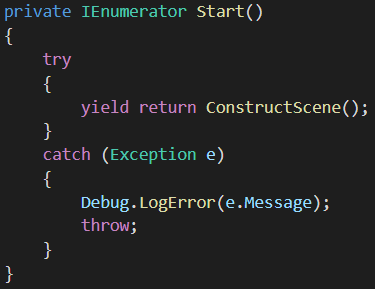 private IEnumerator Start()
{
    try
    {
        yield return ConstructScene();
    }
    catch (Exception e)
    {
        Debug.LogError(e.Message);
        throw;
    }
}